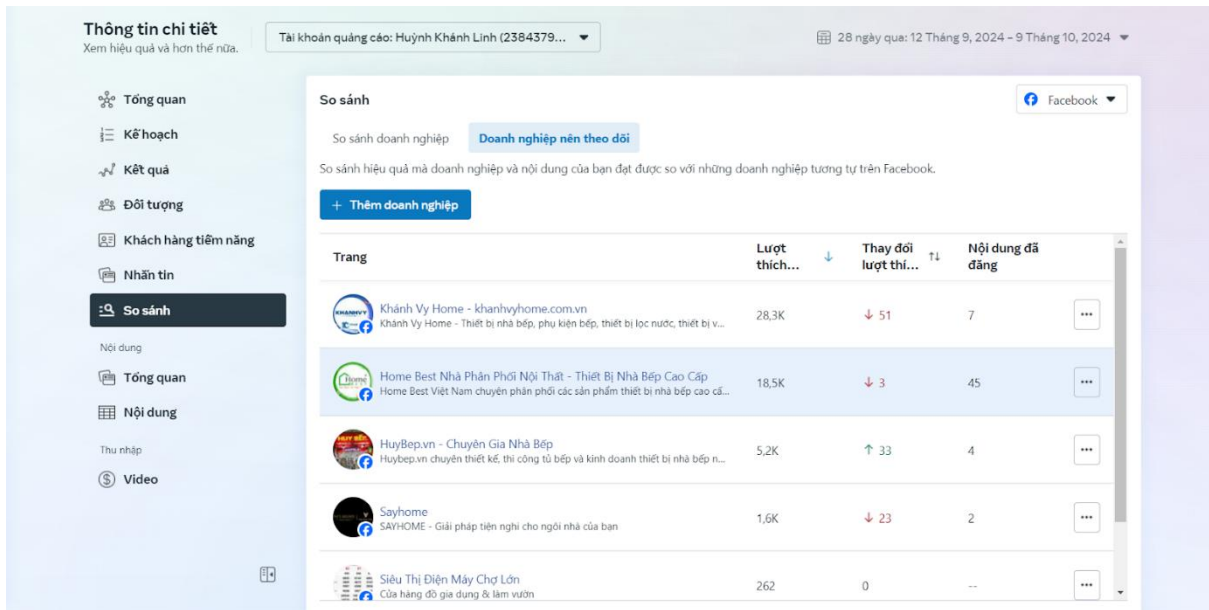 Thông tin chi tiết
Xem hiệu quả và hơn thế nữa.
Tài khoản quảng cáo: Huỳnh Khánh Linh (2384379...
28 ngày qua: 12 Tháng 9, 2024 – 9 Tháng 10, 2024
Tổng quan
Kế hoạch
Kết quả
Đối tượng
Khách hàng tiềm năng
Nhắn tin
So sánh
Nội dung
Tổng quan
Nội dung
Thu nhập
Video
So sánh
Facebook
So sánh doanh nghiệp
Doanh nghiệp nên theo dõi
So sánh hiệu quả mà doanh nghiệp và nội dung của bạn đạt được so với những doanh nghiệp tương tự trên Facebook.
+ Thêm doanh nghiệp
Trang
Lượt thích...
Thay đổi lượt thí...
Nội dung đã đăng
Khánh Vy Home - khanhvyhome.com.vn
Khánh Vy Home - Thiết bị nhà bếp, phụ kiện bếp, thiết bị lọc nước, thiết bị v...
28,3K
↓ 51
7
Home Best Nhà Phân Phối Nội Thất - Thiết Bị Nhà Bếp Cao Cấp
Home Best Việt Nam chuyên phân phối các sản phẩm thiết bị nhà bếp cao cấ...
18,5K
↓ 3
45
HuyBep.vn - Chuyên Gia Nhà Bếp
Huybep.vn chuyên thiết kế, thi công tủ bếp và kinh doanh thiết bị nhà bếp n...
5,2K
↑ 33
4
Sayhome
SAYHOME - Giải pháp tiện nghi cho ngôi nhà của bạn
1,6K
↓ 23
2
Siêu Thị Điện Máy Chợ Lớn
Cửa hàng đồ gia dụng & làm vườn
262
0
--